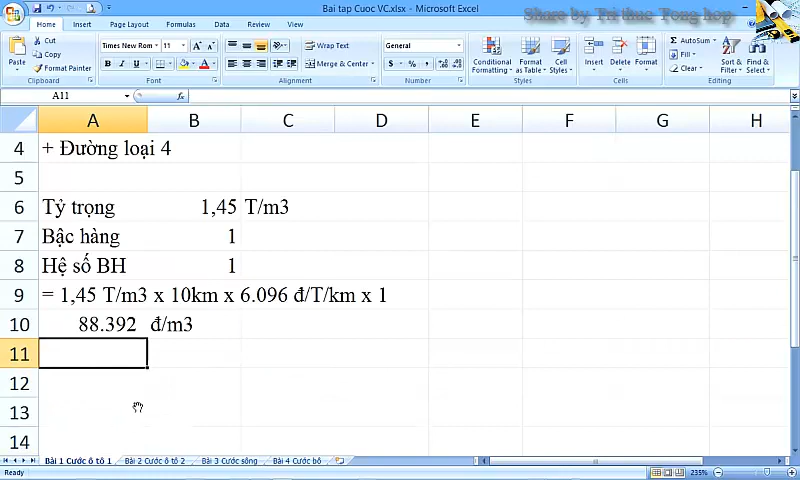 Bai tap Cuoc VC.xlsx - Microsoft Excel
Share by Tri thuc Tong hop
Home Insert Page Layout Formulas Data Review View
Paste Cut Copy Format Painter Clipboard
Times New Rom 11 Font
Wrap Text Merge & Center Alignment
General Number
Conditional Formatting Format as Table Cell Styles Styles
Insert Delete Format Cells
AutoSum Fill Clear Sort & Filter Find & Select Editing
A11 fx
A B C D E F G H
4 + Đường loại 4
5
6 Tỷ trọng 1,45 T/m3
7 Bậc hàng 1
8 Hệ số BH 1
9 = 1,45 T/m3 x 10km x 6.096 đ/T/km x 1
10 88.392 đ/m3
11
12
13
14
Bài 1 Cước ô tô 1 Bài 2 Cước ô tô 2 Bài 3 Cước sông Bài 4 Cước bộ
Ready 235%